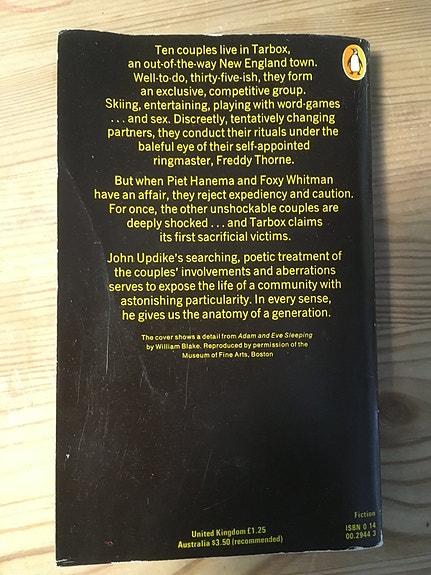 Ten couples live in Tarbox,
an out-of-the-way New England town.
Well-to-do, thirty-five-ish, they form
an exclusive, competitive group.
Skiing, entertaining, playing with word-games
. . . and sex. Discreetly, tentatively changing
partners, they conduct their rituals under the
baleful eye of their self-appointed
ringmaster, Freddy Thorne.
But when Piet Hanema and Foxy Whitman
have an affair, they reject expediency and caution.
For once, the other unshockable couples are
deeply shocked . . . and Tarbox claims
its first sacrificial victims.
John Updike's searching, poetic treatment of
the couples' involvements and aberrations
serves to expose the life of a community with
astonishing particularity. In every sense,
he gives us the anatomy of a generation.
The cover shows a detail from Adam and Eve Sleeping
by William Blake. Reproduced by permission of the
Museum of Fine Arts, Boston
United Kingdom £1.25
Australia $3.50 (recommended)
Fiction
ISBN 0 14
00.2944 3